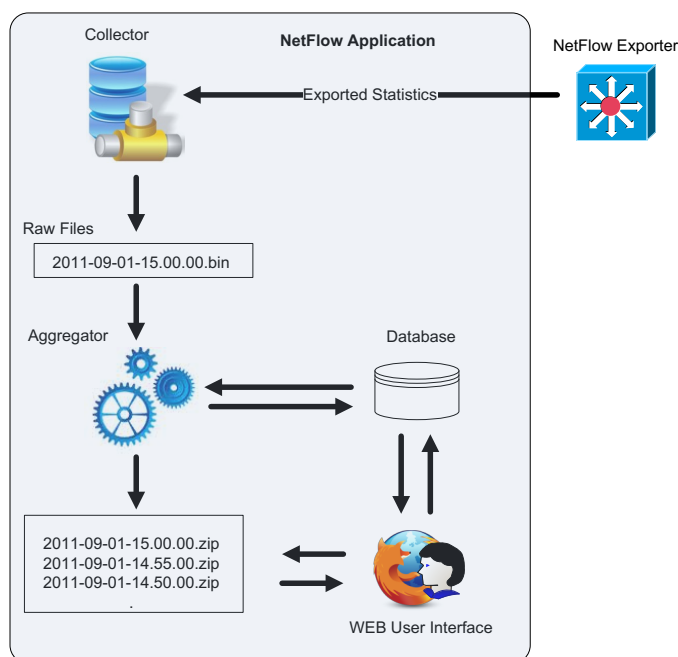 Collector
NetFlow Application
NetFlow Exporter
Exported Statistics
Raw Files
2011-09-01-15.00.00.bin
Aggregator
Database
2011-09-01-15.00.00.zip
2011-09-01-14.55.00.zip
2011-09-01-14.50.00.zip
.
WEB User Interface